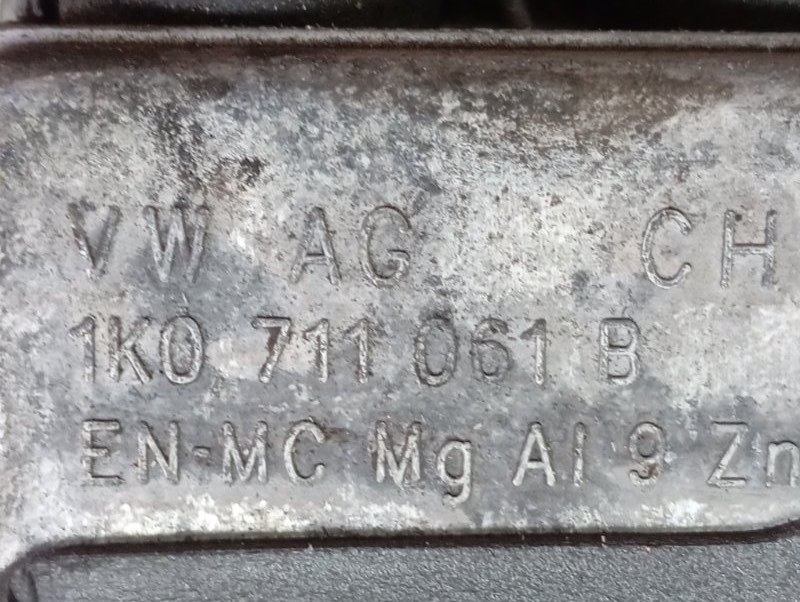 VW AG CH
1K0 711 061 B
EN-MC Mg Al 9 Zn